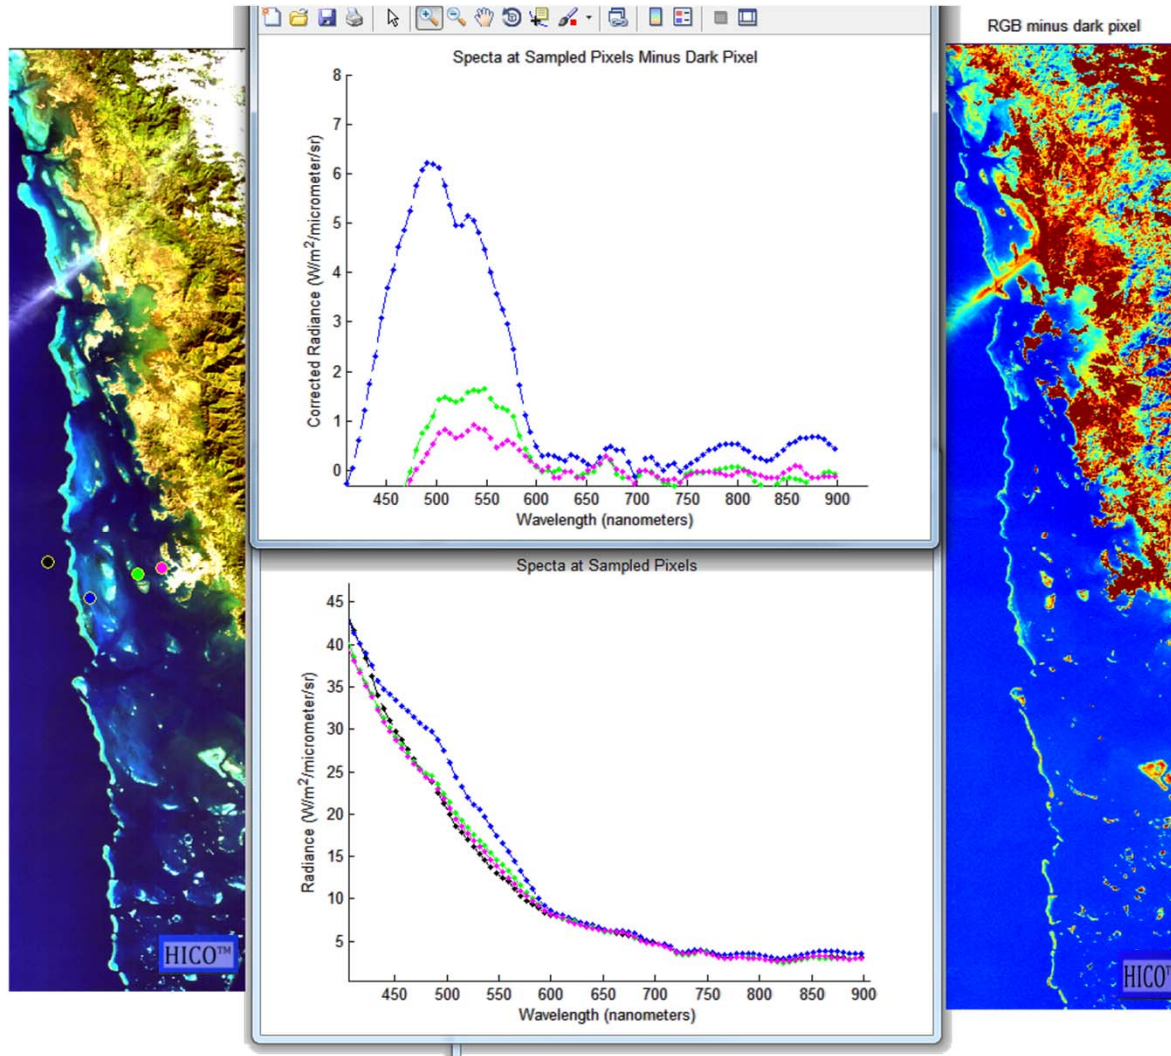 RGB minus dark pixel
Specta at Sampled Pixels Minus Dark Pixel
Corrected Radiance (W/m²/micrometer/sr)
8
7
6
5
4
3
2
1
0
450 500 550 600 650 700 750 800 850 900
Wavelength (nanometers)
Specta at Sampled Pixels
Radiance (W/m²/micrometer/sr)
45
40
35
30
25
20
15
10
5
450 500 550 600 650 700 750 800 850 900
Wavelength (nanometers)
HICO™
HICO